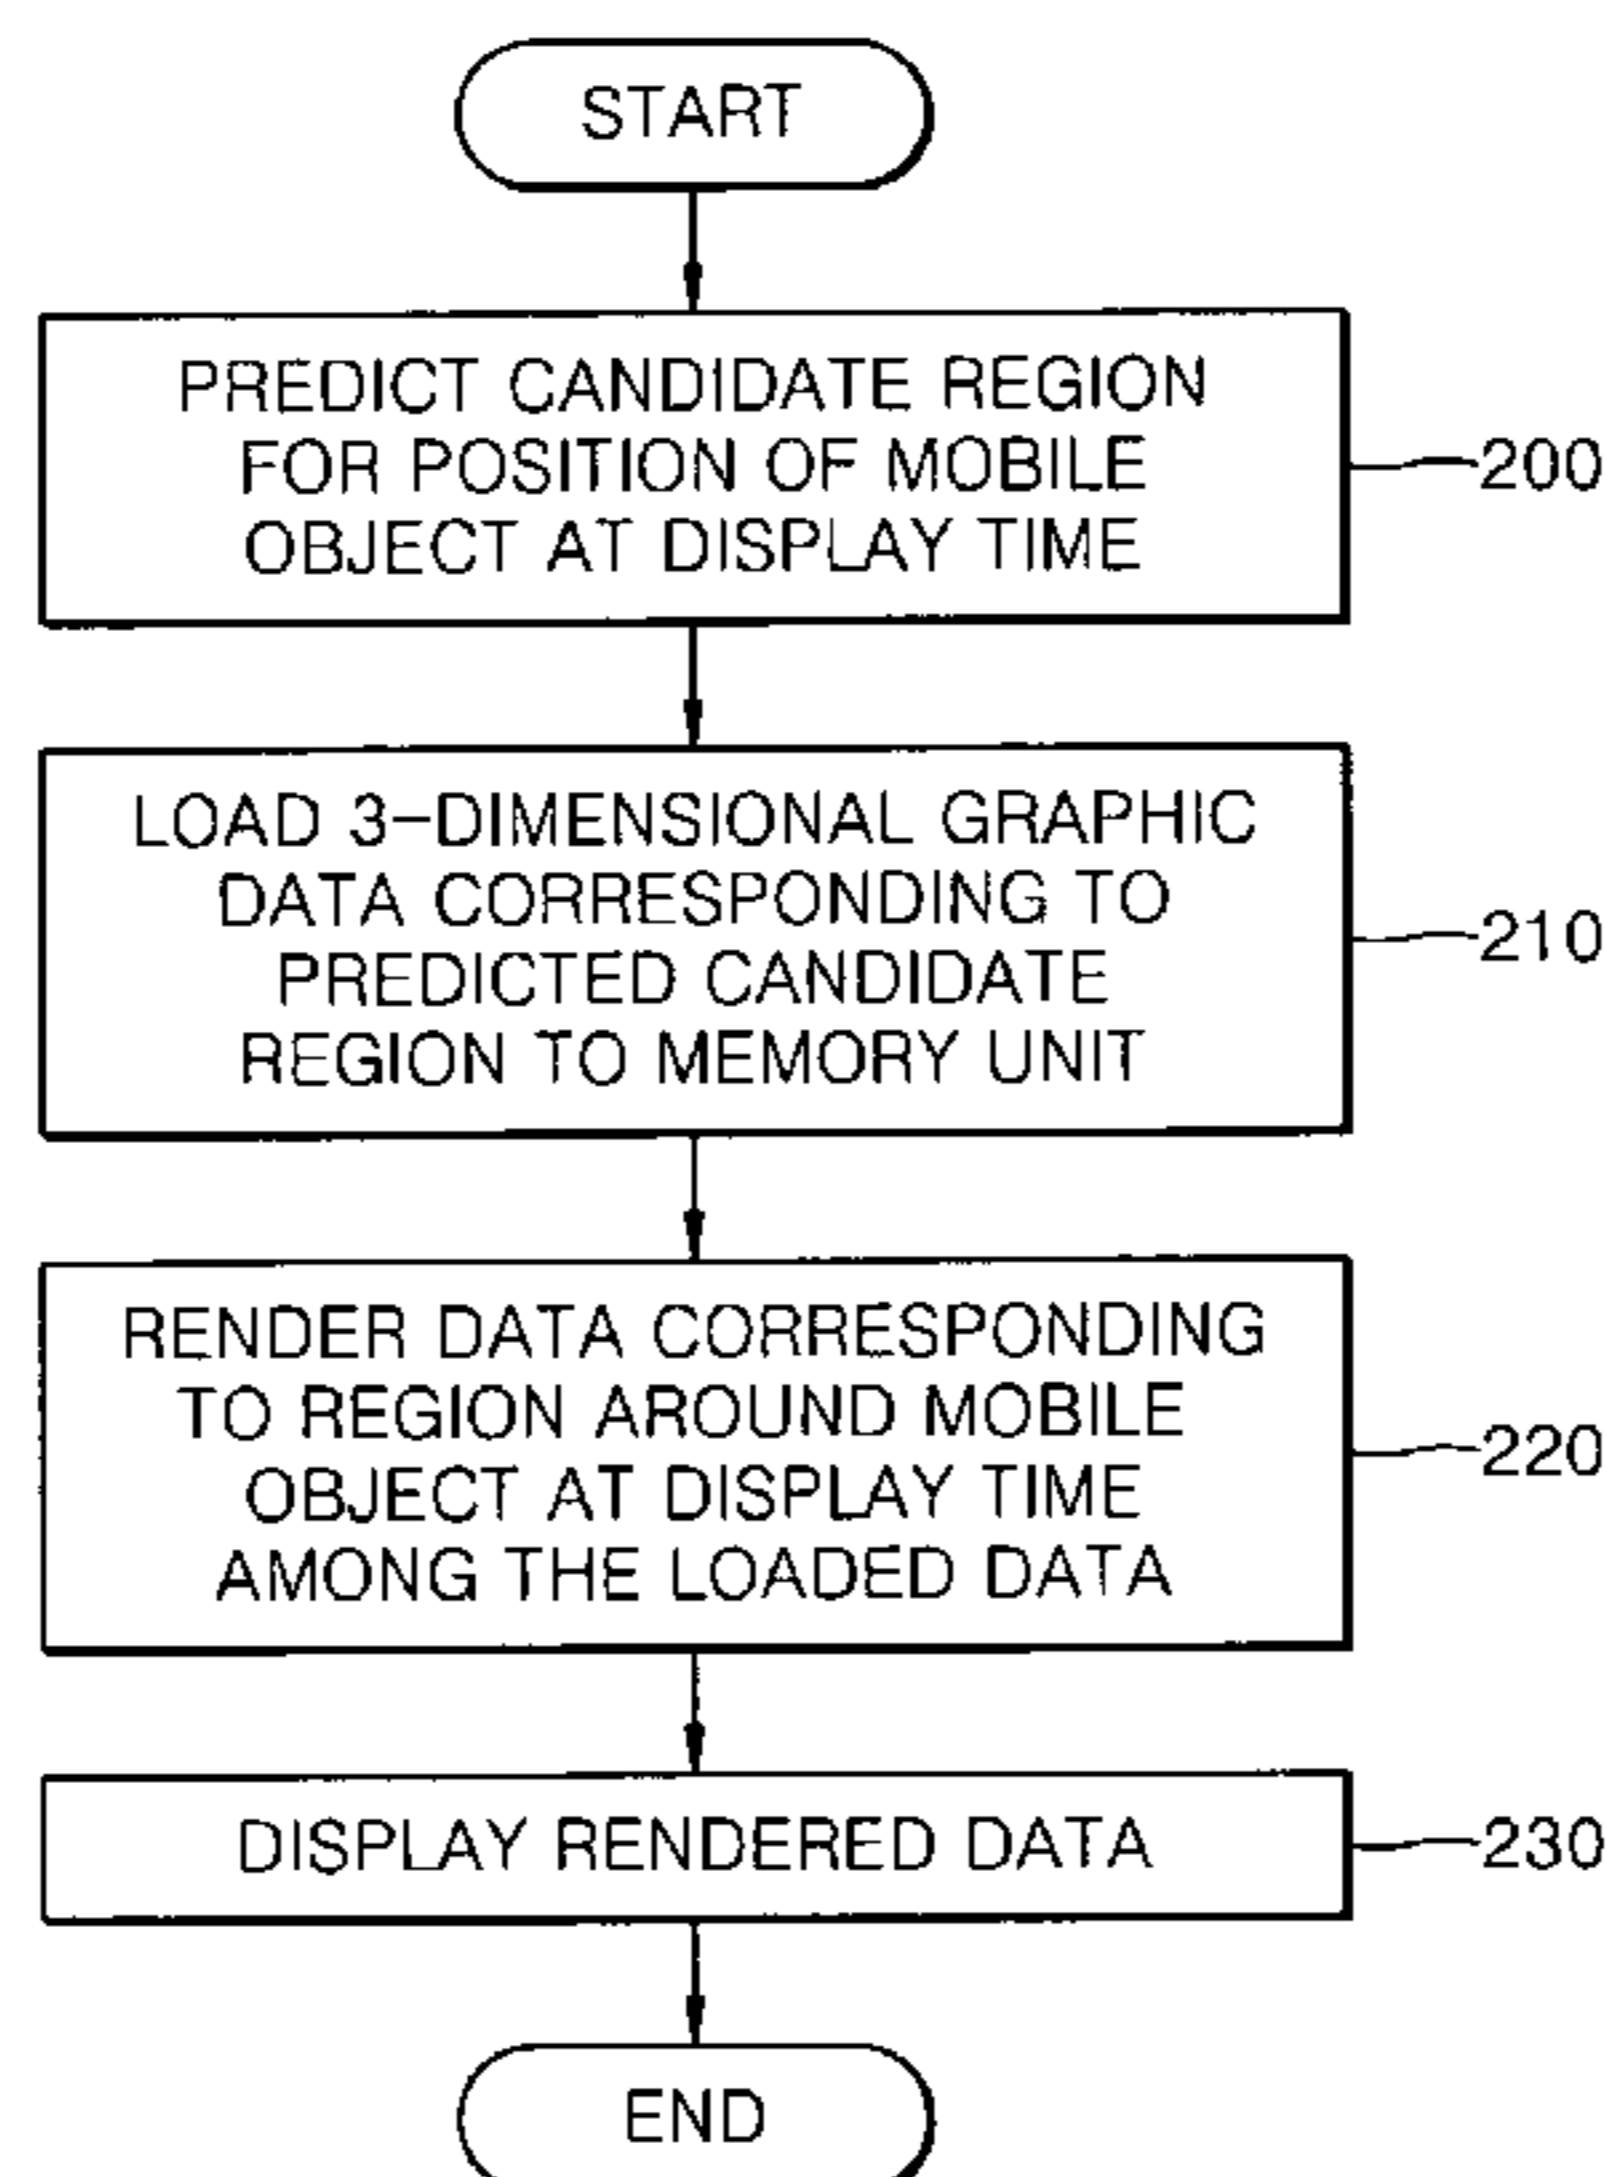 START
PREDICT CANDIDATE REGION
FOR POSITION OF MOBILE
OBJECT AT DISPLAY TIME
200
LOAD 3-DIMENSIONAL GRAPHIC
DATA CORRESPONDING TO
PREDICTED CANDIDATE
REGION TO MEMORY UNIT
210
RENDER DATA CORRESPONDING
TO REGION AROUND MOBILE
OBJECT AT DISPLAY TIME
AMONG THE LOADED DATA
220
DISPLAY RENDERED DATA
230
END